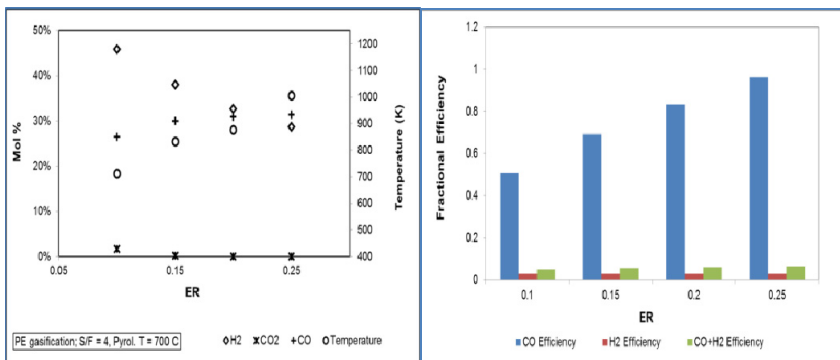 50%
40%
30%
20%
10%
0%
Mol %
1200
1100
1000
900
800
700
600
500
400
Temperature (K)
0.05
0.15
0.25
ER
PE gasification; S/F = 4, Pyrol. T = 700 C
H2
CO2
CO
Temperature
1.2
1
0.8
0.6
0.4
0.2
0
Fractional Efficiency
0.1
0.15
0.2
0.25
ER
CO Efficiency
H2 Efficiency
CO+H2 Efficiency